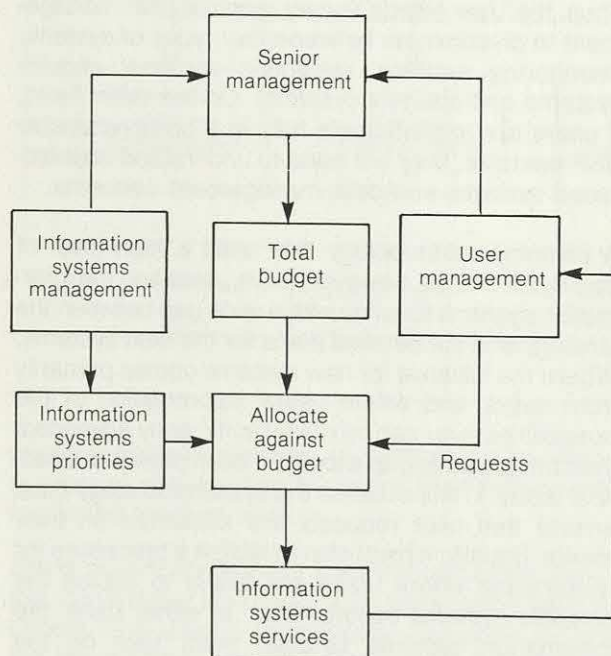 Senior
management
Information
systems
management
Total
budget
User
management
Information
systems
priorities
Allocate
against
budget
Requests
Information
systems
services